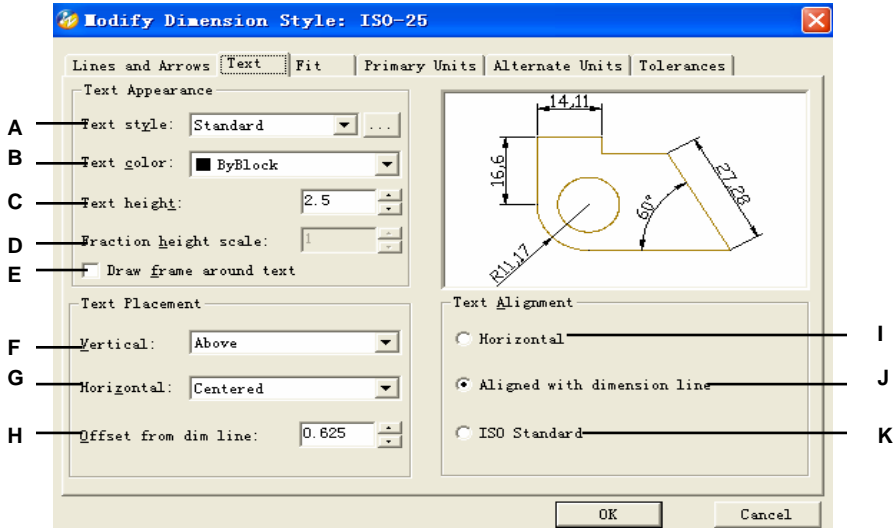 Modify Dimension Style: ISO-25
Lines and Arrows Text Fit Primary Units Alternate Units Tolerances
Text Appearance
A Text style: Standard ...
B Text color: ByBlock
C Text height: 2.5
D Fraction height scale: 1
E Draw frame around text
14,11
16,6
27,28
60°
R11,17
Text Placement
F Vertical: Above
G Horizontal: Centered
H Offset from dim line: 0.625
Text Alignment
Horizontal I
Aligned with dimension line J
ISO Standard K
OK Cancel